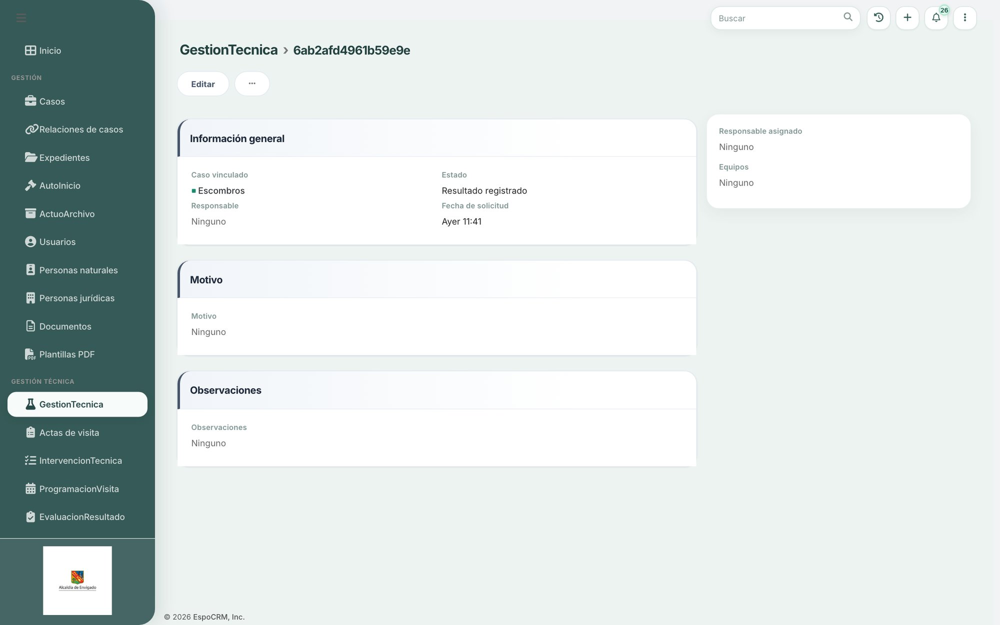 Inicio
GESTIÓN
Casos
Relaciones de casos
Expedientes
AutoInicio
ActuoArchivo
Usuarios
Personas naturales
Personas jurídicas
Documentos
Plantillas PDF
GESTIÓN TÉCNICA
GestionTecnica
Actas de visita
IntervencionTecnica
ProgramacionVisita
EvaluacionResultado
Alcaldía de Envigado
Buscar
26
GestionTecnica › 6ab2afd4961b59e9e
Editar
···
Información general
Caso vinculado
Escombros
Estado
Resultado registrado
Responsable
Ninguno
Fecha de solicitud
Ayer 11:41
Motivo
Motivo
Ninguno
Observaciones
Observaciones
Ninguno
Responsable asignado
Ninguno
Equipos
Ninguno
© 2026 EspoCRM, Inc.